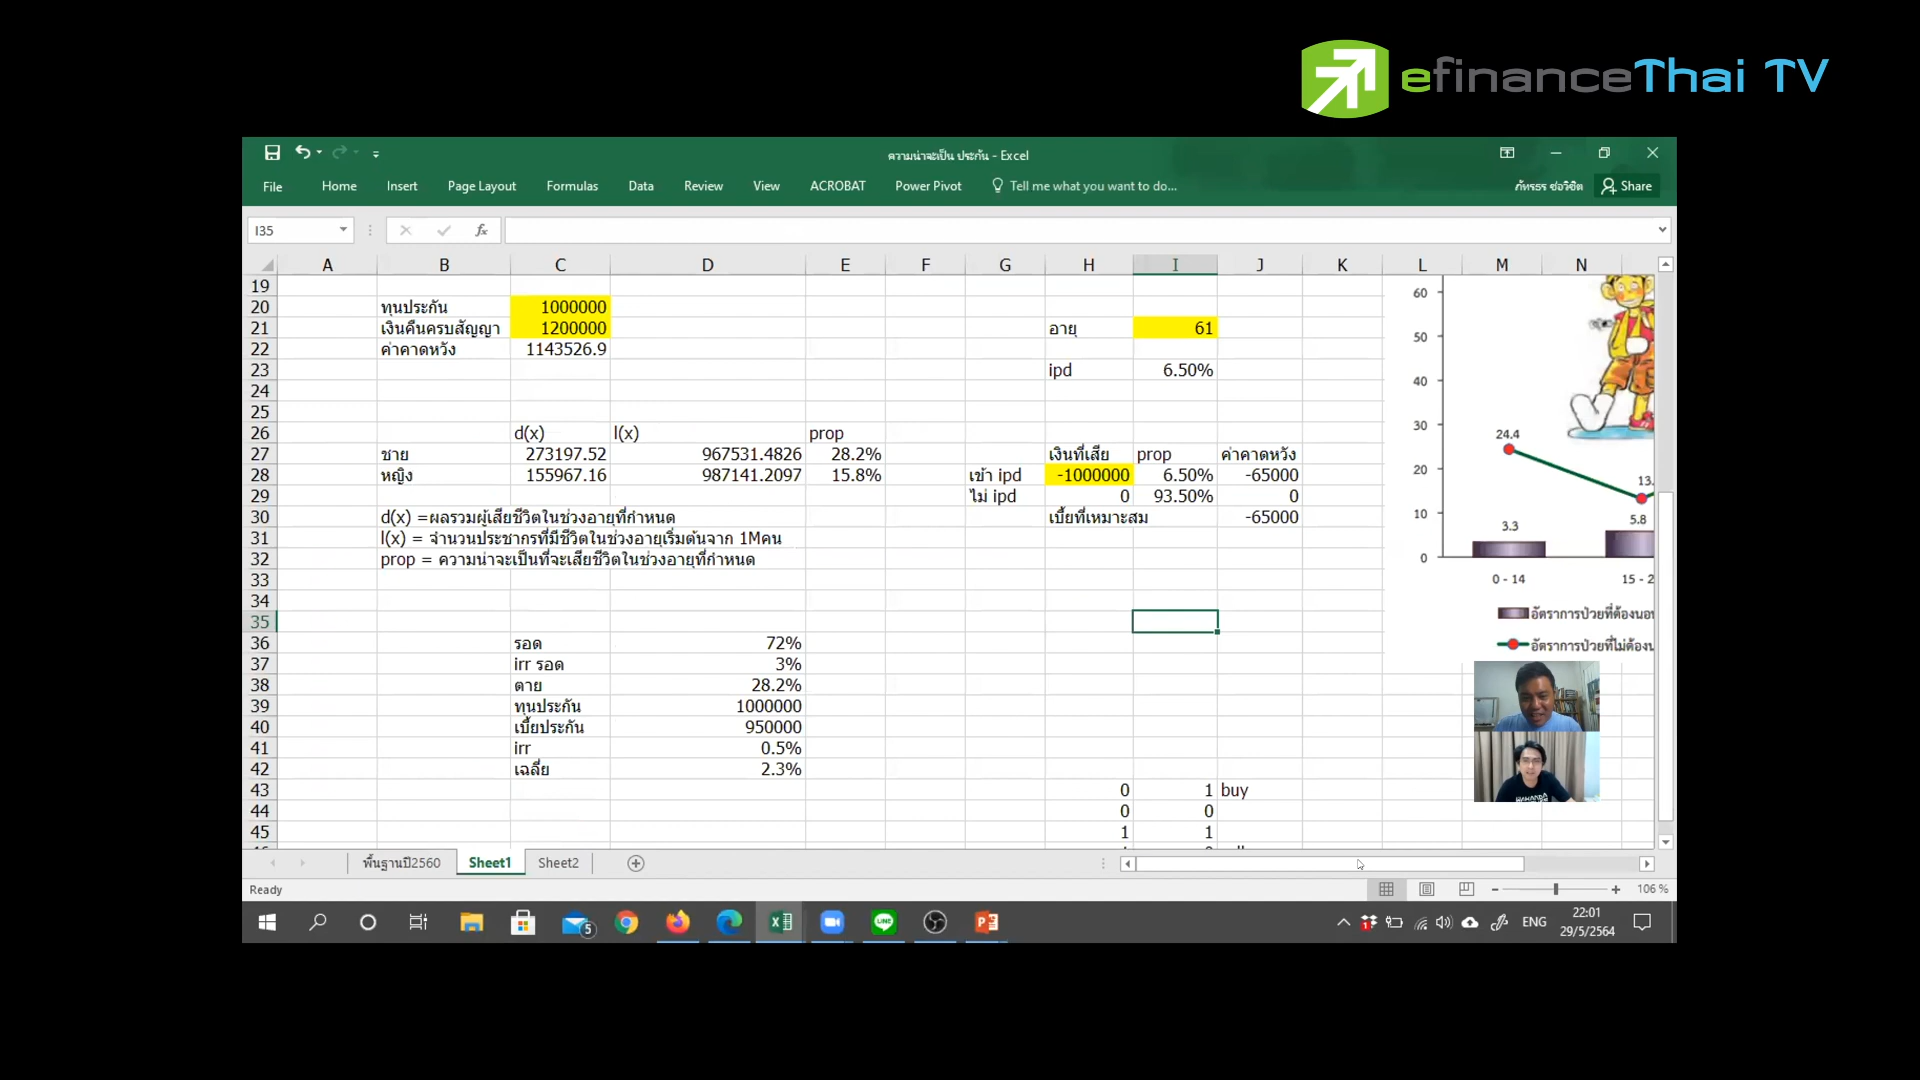 efinanceThai TV
ความน่าจะเป็น ประกัน - Excel
File Home Insert Page Layout Formulas Data Review View ACROBAT Power Pivot Tell me what you want to do... ภัทรธร ช่อวิชิต Share
I35 fx
A B C D E F G H I J K L M N
19
20 ทุนประกัน 1000000
21 เงินคืนครบสัญญา 1200000 อายุ 61
22 ค่าคาดหวัง 1143526.9
23 ipd 6.50%
24
25
26 d(x) l(x) prop
27 ชาย 273197.52 967531.4826 28.2% เงินที่เสีย prop ค่าคาดหวัง
28 หญิง 155967.16 987141.2097 15.8% เข้า ipd -1000000 6.50% -65000
29 ไม่ ipd 0 93.50% 0
30 d(x) =ผลรวมผู้เสียชีวิตในช่วงอายุที่กำหนด เบี้ยที่เหมาะสม -65000
31 l(x) = จำนวนประชากรที่มีชีวิตในช่วงอายุเริ่มต้นจาก 1Mคน
32 prop = ความน่าจะเป็นที่จะเสียชีวิตในช่วงอายุที่กำหนด
33
34
35
36 รอด 72%
37 irr รอด 3%
38 ตาย 28.2%
39 ทุนประกัน 1000000
40 เบี้ยประกัน 950000
41 irr 0.5%
42 เฉลี่ย 2.3%
43 0 1 buy
44 0 0
45 1 1
60
50
40
30
20
10
0
24.4
13.
3.3
5.8
0 - 14
15 - 2
อัตราการป่วยที่ต้องนอน
อัตราการป่วยที่ไม่ต้องน
พื้นฐานปี2560 Sheet1 Sheet2
Ready 106 %
5
ENG
22:01
29/5/2564